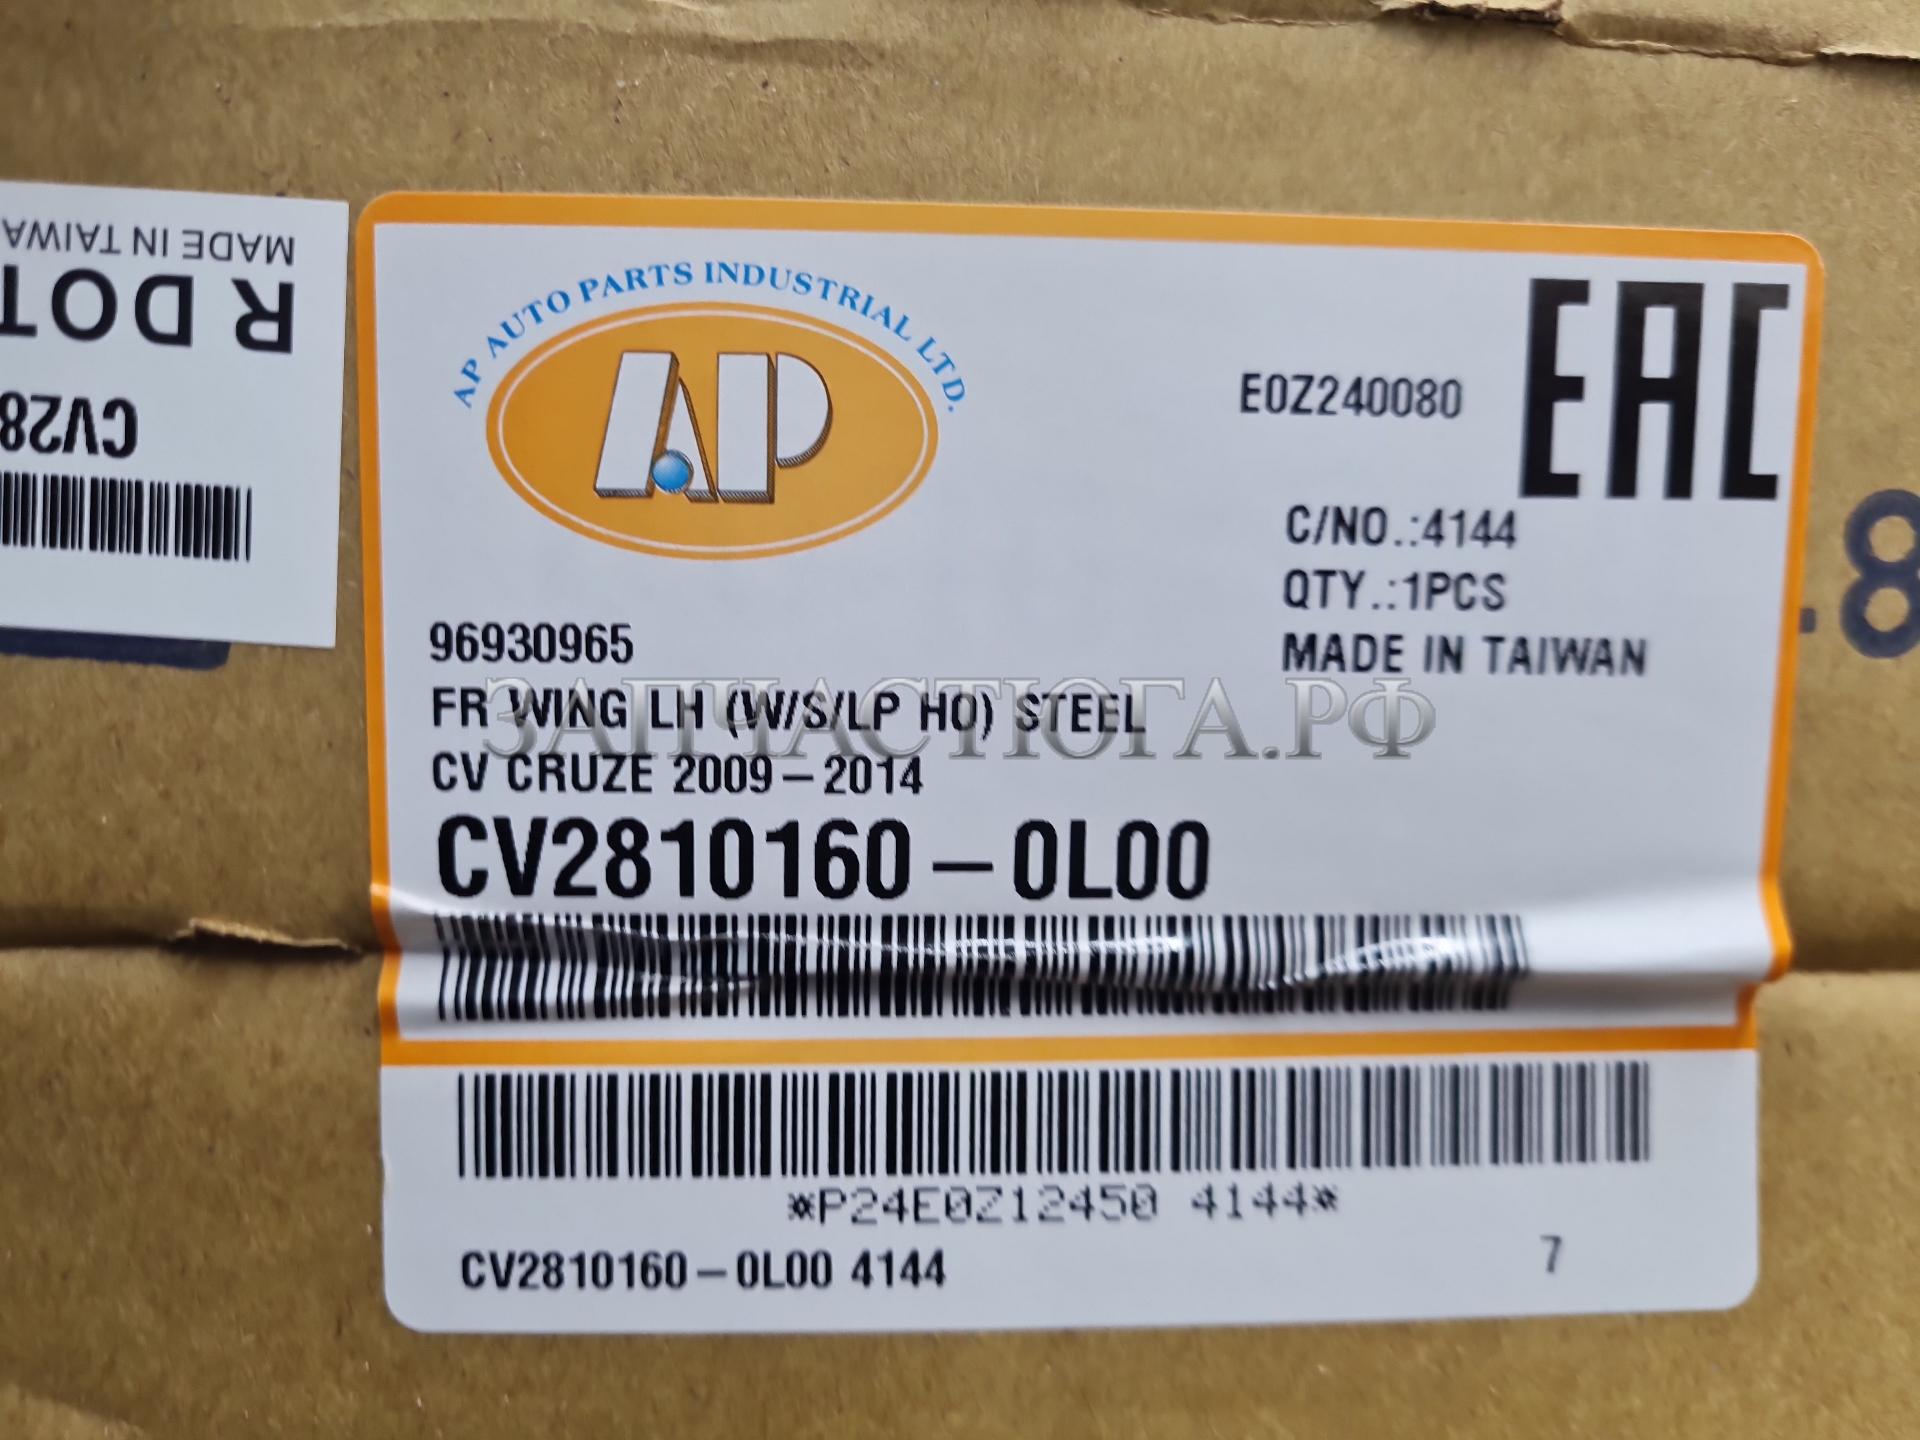 MADE IN TAIWA
R DOT
CV28
AP AUTO PARTS INDUSTRIAL LTD.
AP
E0Z240080
EAC
C/NO.:4144
QTY.:1PCS
MADE IN TAIWAN
8
96930965
FR WING LH (W/S/LP HO) STEEL
ЗАПЧАСТЮГА.РФ
CV CRUZE 2009-2014
CV2810160-0L00
*P24E0Z12450 4144*
CV2810160-0L00 4144
7